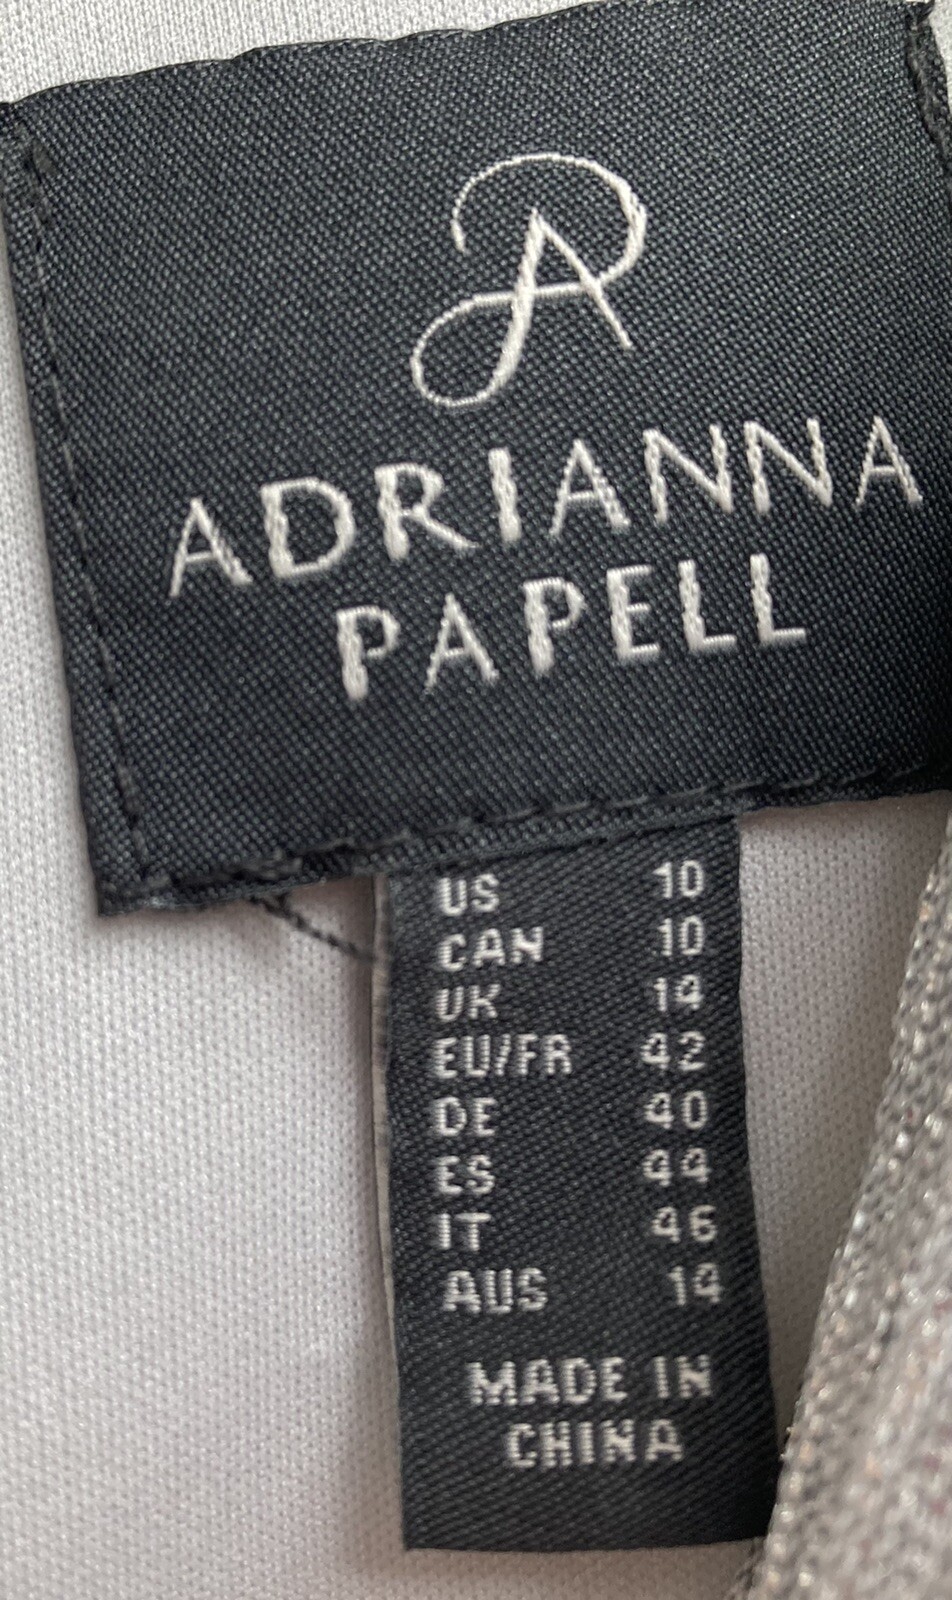 AP
ADRIANNA
PAPELL
US 10
CAN 10
UK 14
EU/FR 42
DE 40
ES 44
IT 46
AUS 14
MADE IN
CHINA